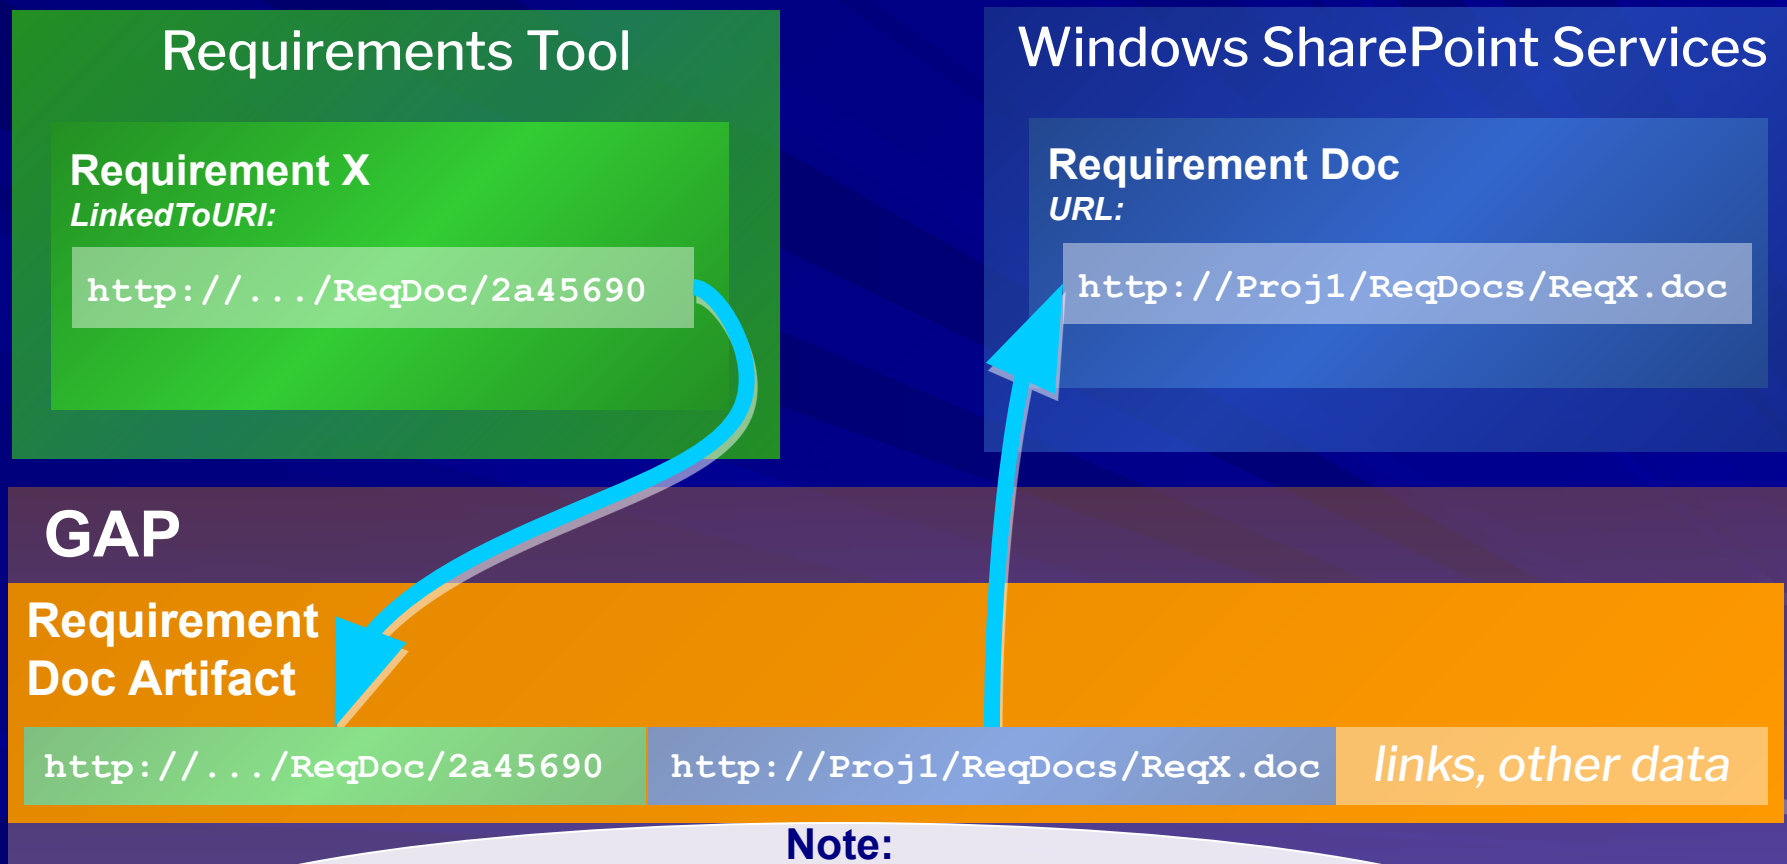 Requirements Tool
Requirement X
LinkedToURI:
http://.../ReqDoc/2a45690
Windows SharePoint Services
Requirement Doc
URL:
http://Proj1/ReqDocs/ReqX.doc
GAP
Requirement
Doc Artifact
http://.../ReqDoc/2a45690
http://Proj1/ReqDocs/ReqX.doc
links, other data
Note: